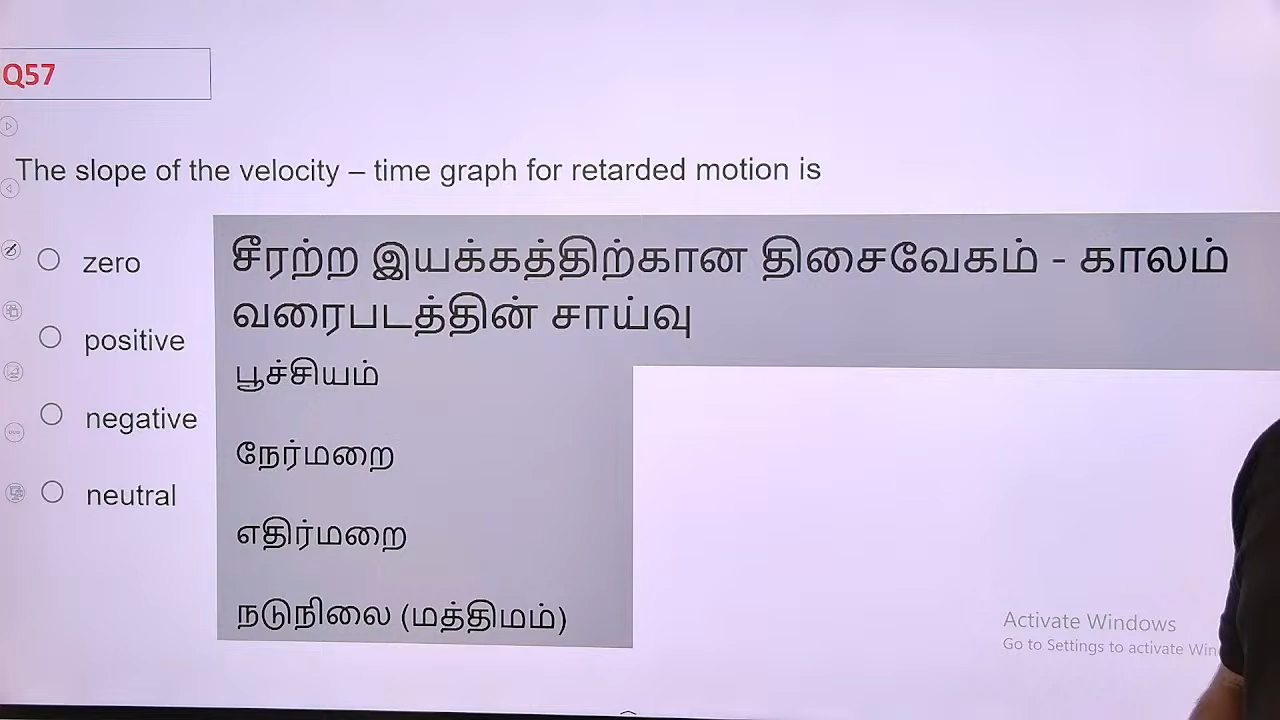 Q57
The slope of the velocity – time graph for retarded motion is
zero
positive
negative
neutral
சீரற்ற இயக்கத்திற்கான திசைவேகம் - காலம்
வரைபடத்தின் சாய்வு
பூச்சியம்
நேர்மறை
எதிர்மறை
நடுநிலை (மத்திமம்)
Activate Windows
Go to Settings to activate Win